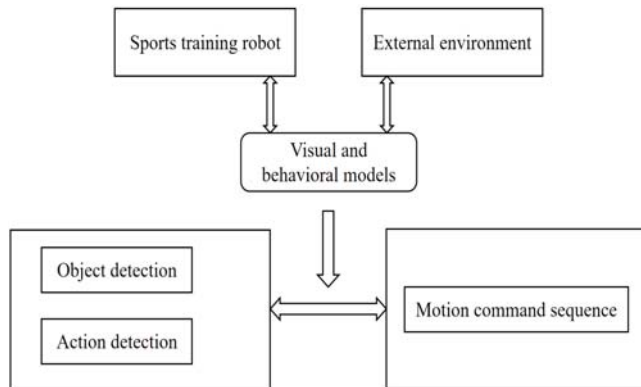 Sports training robot
External environment
Visual and
behavioral models
Object detection
Action detection
Motion command sequence